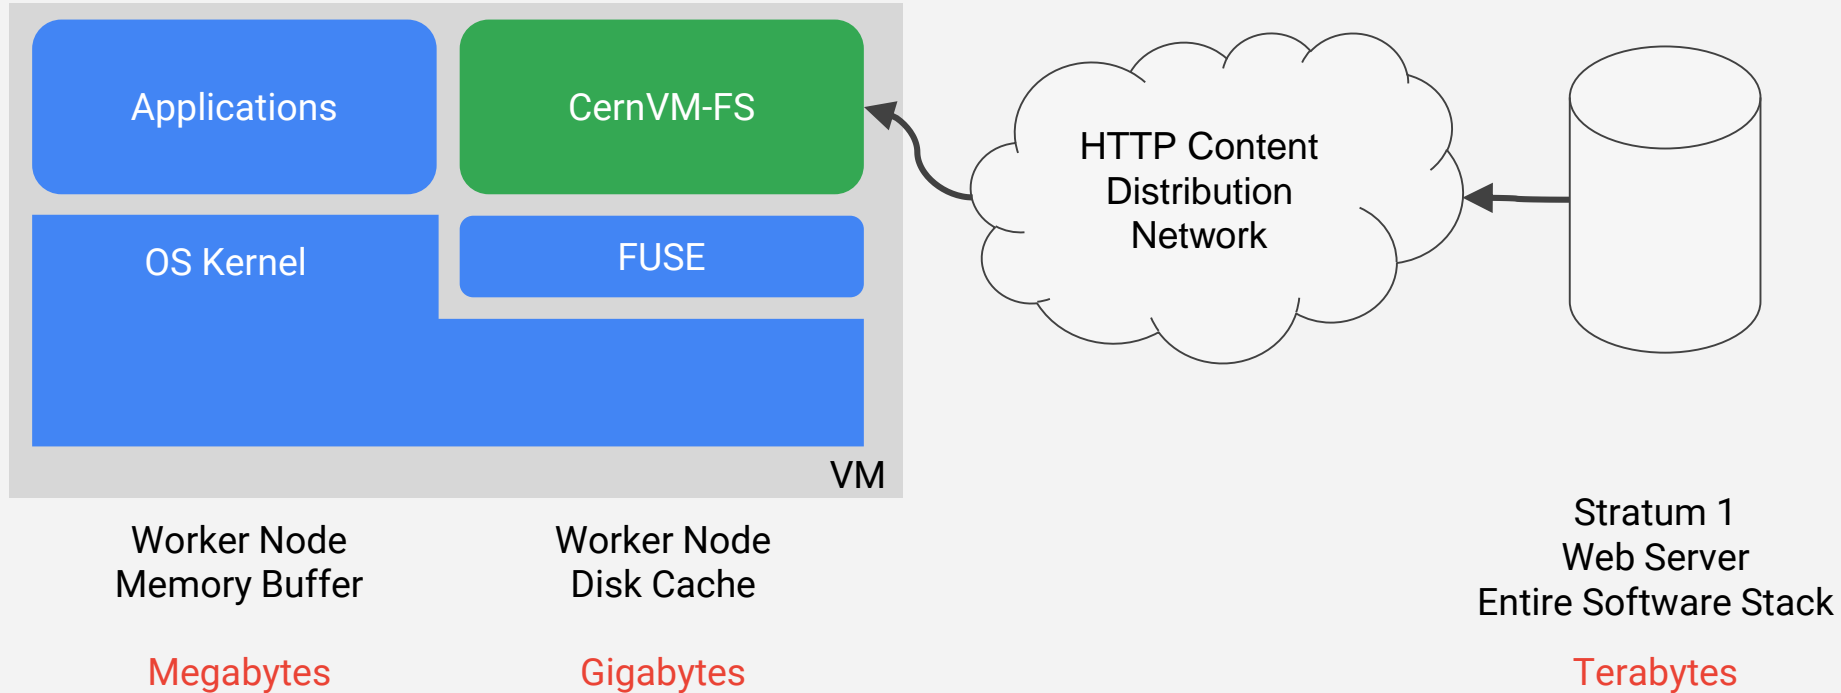 Applications
CernVM-FS
OS Kernel
FUSE
VM
HTTP Content
Distribution
Network
Worker Node
Memory Buffer
Megabytes
Worker Node
Disk Cache
Gigabytes
Stratum 1
Web Server
Entire Software Stack
Terabytes